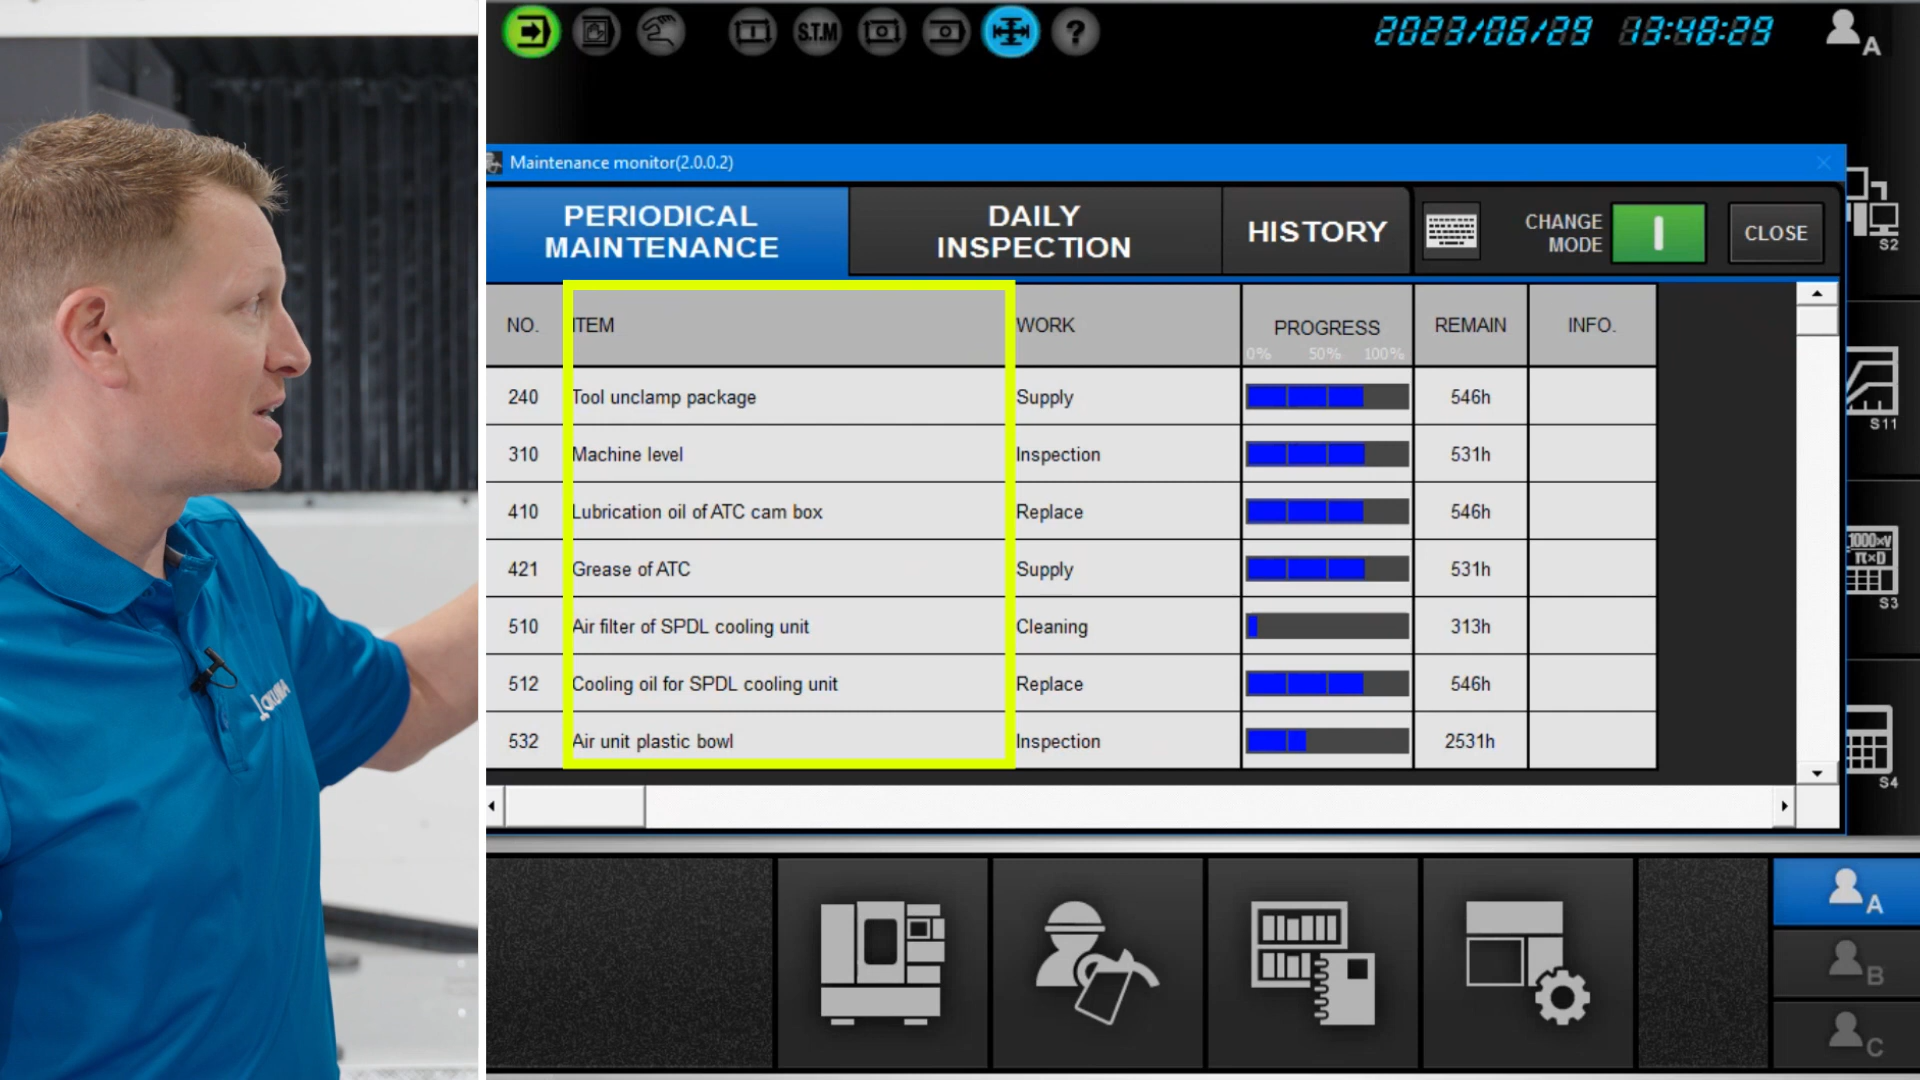 S.T.M
?
2023/06/29 13:48:29
A
Maintenance monitor(2.0.0.2)
PERIODICAL
MAINTENANCE
DAILY
INSPECTION
HISTORY
CHANGE
MODE
I
CLOSE
NO. ITEM WORK PROGRESS REMAIN INFO.
0% 50% 100%
240 Tool unclamp package Supply 546h
310 Machine level Inspection 531h
410 Lubrication oil of ATC cam box Replace 546h
421 Grease of ATC Supply 531h
510 Air filter of SPDL cooling unit Cleaning 313h
512 Cooling oil for SPDL cooling unit Replace 546h
532 Air unit plastic bowl Inspection 2531h
S2
S11
1000×V
π×D
S3
S4
A
B
C
OKUMA